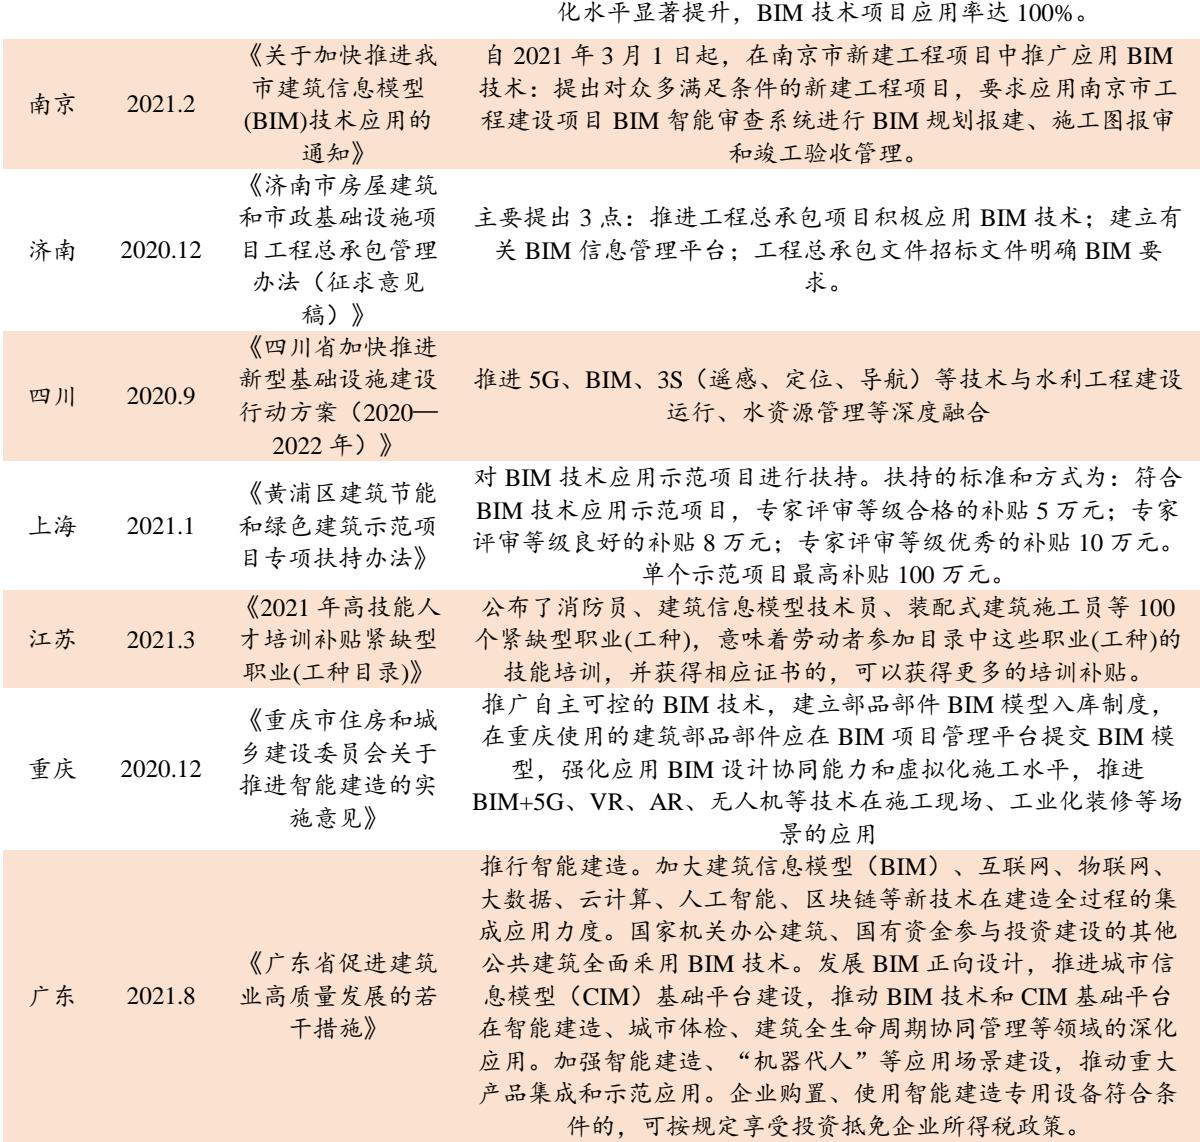 化水平显著提升，BIM 技术项目应用率达 100%。
南京
2021.2
《关于加快推进我
市建筑信息模型
(BIM)技术应用的
通知》
自 2021 年 3 月 1 日起，在南京市新建工程项目中推广应用 BIM
技术：提出对众多满足条件的新建工程项目，要求应用南京市工
程建设项目 BIM 智能审查系统进行 BIM 规划报建、施工图报审
和竣工验收管理。
济南
2020.12
《济南市房屋建筑
和市政基础设施项
目工程总承包管理
办法（征求意见
稿）》
主要提出 3 点：推进工程总承包项目积极应用 BIM 技术；建立有
关 BIM 信息管理平台；工程总承包文件招标文件明确 BIM 要
求。
四川
2020.9
《四川省加快推进
新型基础设施建设
行动方案（2020—
2022 年）》
推进 5G、BIM、3S（遥感、定位、导航）等技术与水利工程建设
运行、水资源管理等深度融合
上海
2021.1
《黄浦区建筑节能
和绿色建筑示范项
目专项扶持办法》
对 BIM 技术应用示范项目进行扶持。扶持的标准和方式为：符合
BIM 技术应用示范项目，专家评审等级合格的补贴 5 万元；专家
评审等级良好的补贴 8 万元；专家评审等级优秀的补贴 10 万元。
单个示范项目最高补贴 100 万元。
江苏
2021.3
《2021 年高技能人
才培训补贴紧缺型
职业(工种目录)》
公布了消防员、建筑信息模型技术员、装配式建筑施工员等 100
个紧缺型职业(工种)，意味着劳动者参加目录中这些职业(工种)的
技能培训，并获得相应证书的，可以获得更多的培训补贴。
重庆
2020.12
《重庆市住房和城
乡建设委员会关于
推进智能建造的实
施意见》
推广自主可控的 BIM 技术，建立部品部件 BIM 模型入库制度，
在重庆使用的建筑部品部件应在 BIM 项目管理平台提交 BIM 模
型，强化应用 BIM 设计协同能力和虚拟化施工水平，推进
BIM+5G、VR、AR、无人机等技术在施工现场、工业化装修等场
景的应用
广东
2021.8
《广东省促进建筑
业高质量发展的若
干措施》
推行智能建造。加大建筑信息模型（BIM）、互联网、物联网、
大数据、云计算、人工智能、区块链等新技术在建造全过程的集
成应用力度。国家机关办公建筑、国有资金参与投资建设的其他
公共建筑全面采用 BIM 技术。发展 BIM 正向设计，推进城市信
息模型（CIM）基础平台建设，推动 BIM 技术和 CIM 基础平台
在智能建造、城市体检、建筑全生命周期协同管理等领域的深化
应用。加强智能建造、“机器代人”等应用场景建设，推动重大
产品集成和示范应用。企业购置、使用智能建造专用设备符合条
件的，可按规定享受投资抵免企业所得税政策。